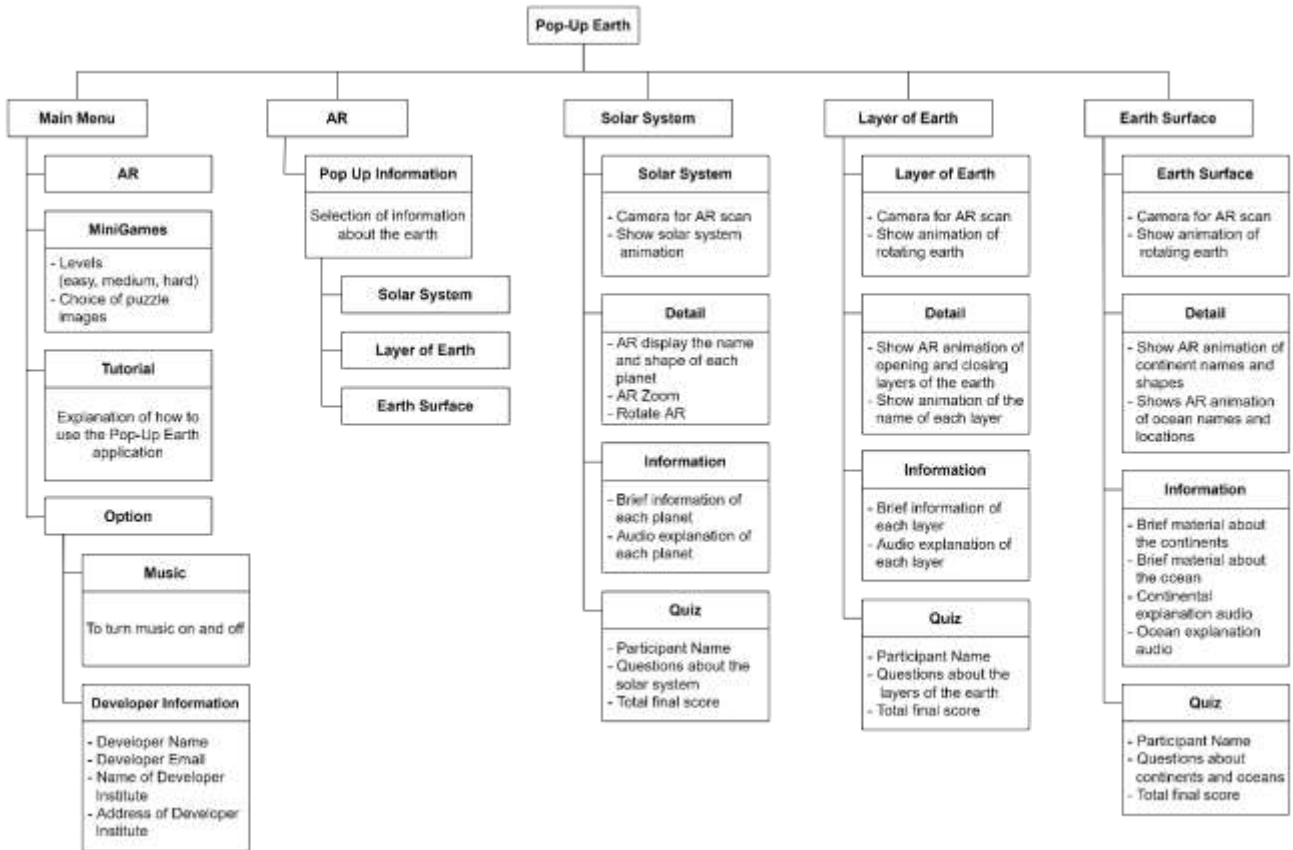 Pop-Up Earth
Main Menu
AR
MiniGames
- Levels
(easy, medium, hard)
- Choice of puzzle
images
Tutorial
Explanation of how to
use the Pop-Up Earth
application
Option
Music
To turn music on and off
Developer Information
- Developer Name
- Developer Email
- Name of Developer
Institute
- Address of Developer
Institute
AR
Pop Up Information
Selection of information
about the earth
Solar System
Layer of Earth
Earth Surface
Solar System
Solar System
- Camera for AR scan
- Show solar system
animation
Detail
- AR display the name
and shape of each
planet
- AR Zoom
- Rotate AR
Information
- Brief information of
each planet
- Audio explanation of
each planet
Quiz
- Participant Name
- Questions about the
solar system
- Total final score
Layer of Earth
Layer of Earth
- Camera for AR scan
- Show animation of
rotating earth
Detail
- Show AR animation of
opening and closing
layers of the earth
- Show animation of the
name of each layer
Information
- Brief information of
each layer
- Audio explanation of
each layer
Quiz
- Participant Name
- Questions about the
layers of the earth
- Total final score
Earth Surface
Earth Surface
- Camera for AR scan
- Show animation of
rotating earth
Detail
- Show AR animation of
continent names and
shapes
- Shows AR animation
of ocean names and
locations
Information
- Brief material about
the continents
- Brief material about
the ocean
- Continental
explanation audio
- Ocean explanation
audio
Quiz
- Participant Name
- Questions about
continents and oceans
- Total final score